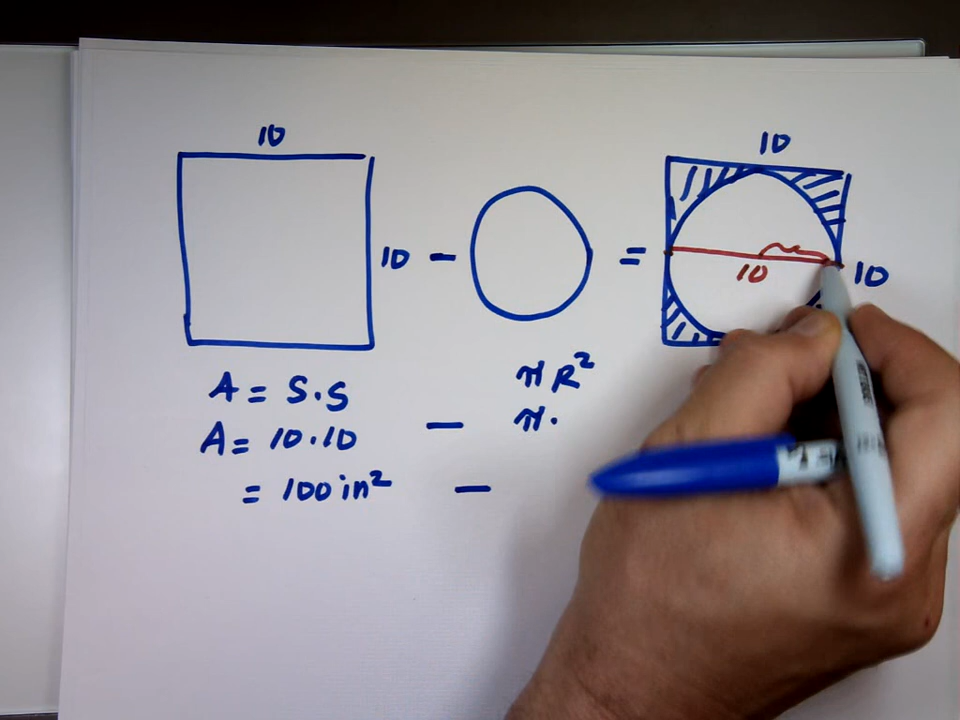 10 10
10 - = 10 10
A = S.S πR²
A = 10.10 - π.
= 100 in² -